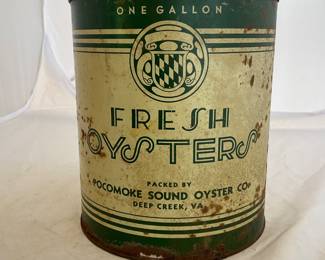 ONE GALLON
FRESH
OYSTERS
PACKED BY
POCOMOKE SOUND OYSTER CO.
DEEP CREEK, VA.